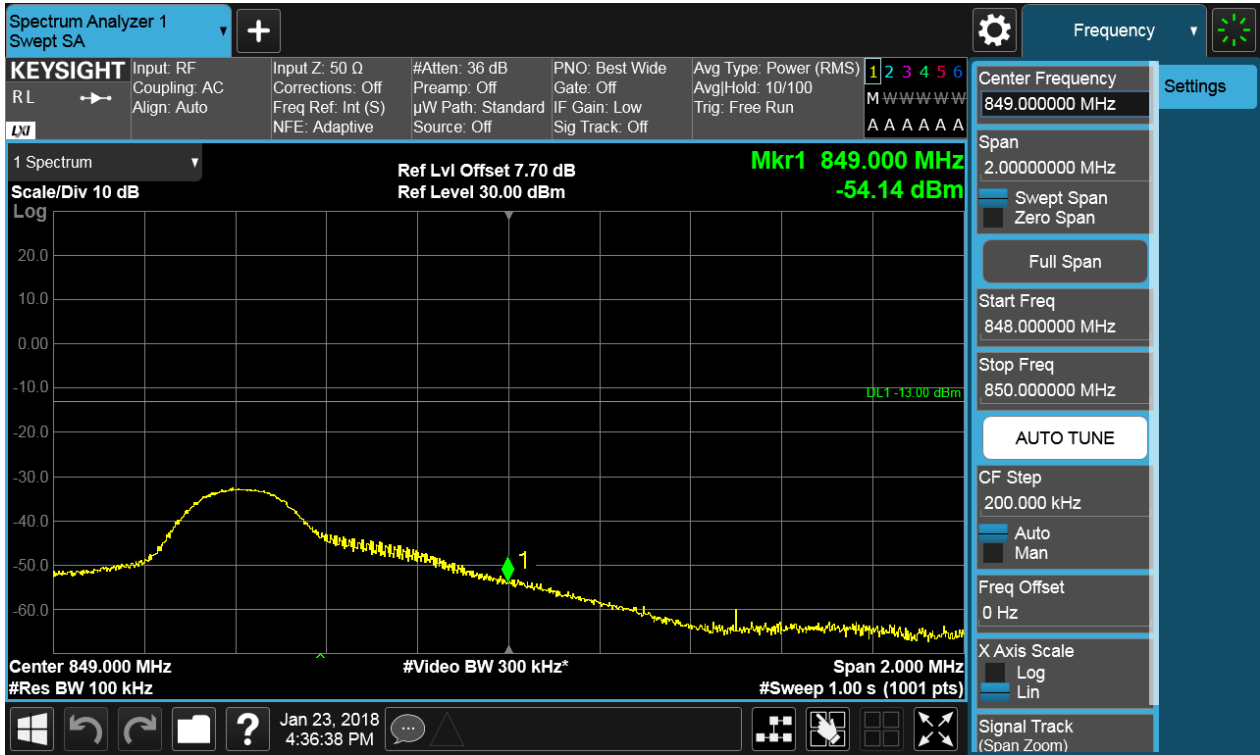 Spectrum Analyzer 1
Swept SA
Frequency
KEYSIGHT
R L
LXI
Input: RF
Coupling: AC
Align: Auto
Input Z: 50 Ω
Corrections: Off
Freq Ref: Int (S)
NFE: Adaptive
#Atten: 36 dB
Preamp: Off
µW Path: Standard
Source: Off
PNO: Best Wide
Gate: Off
IF Gain: Low
Sig Track: Off
Avg Type: Power (RMS)
Avg|Hold: 10/100
Trig: Free Run
1 2 3 4 5 6
M W W W W W
A A A A A A
1 Spectrum
Scale/Div 10 dB
Log
Ref Lvl Offset 7.70 dB
Ref Level 30.00 dBm
Mkr1 849.000 MHz
-54.14 dBm
20.0
10.0
0.00
-10.0
-20.0
-30.0
-40.0
-50.0
-60.0
DL1 -13.00 dBm
1
Center 849.000 MHz
#Res BW 100 kHz
#Video BW 300 kHz*
Span 2.000 MHz
#Sweep 1.00 s (1001 pts)
Jan 23, 2018
4:36:38 PM
Center Frequency
849.000000 MHz
Span
2.00000000 MHz
Swept Span
Zero Span
Full Span
Start Freq
848.000000 MHz
Stop Freq
850.000000 MHz
AUTO TUNE
CF Step
200.000 kHz
Auto
Man
Freq Offset
0 Hz
X Axis Scale
Log
Lin
Signal Track
(Span Zoom)
Settings